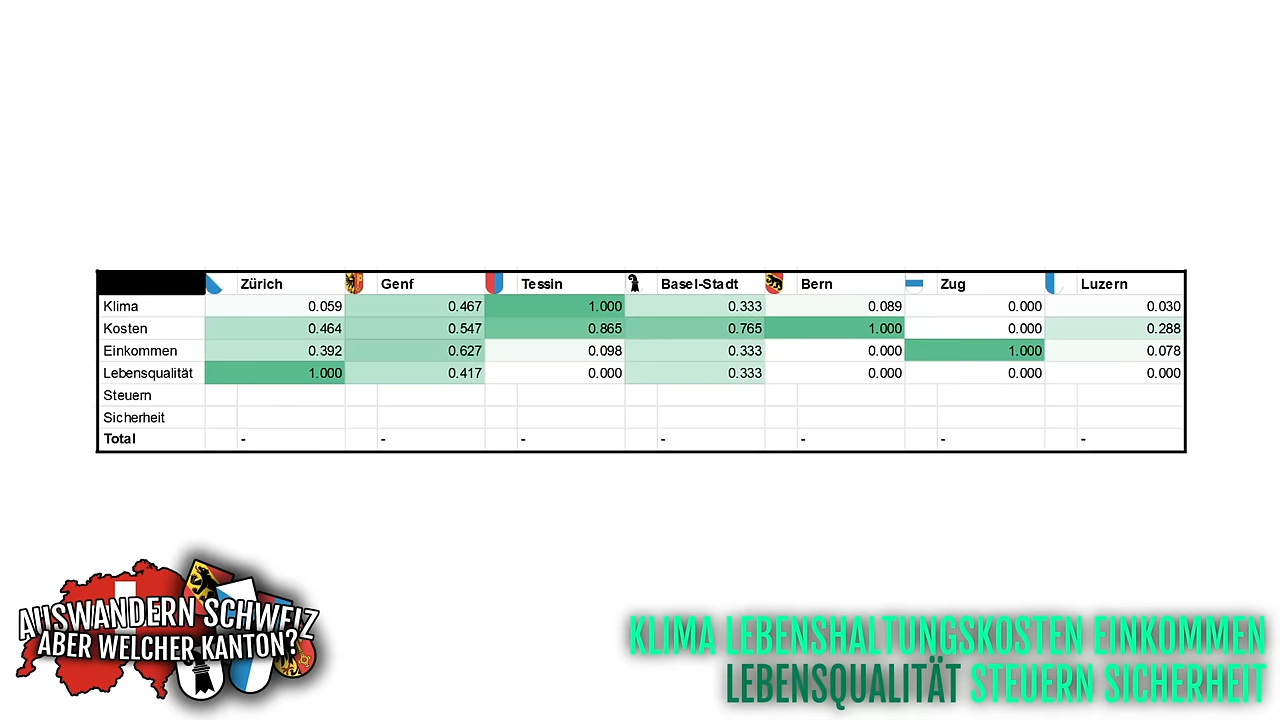 Zürich Genf Tessin Basel-Stadt Bern Zug Luzern
Klima 0.059 0.467 1.000 0.333 0.089 0.000 0.030
Kosten 0.464 0.547 0.865 0.765 1.000 0.000 0.288
Einkommen 0.392 0.627 0.098 0.333 0.000 1.000 0.078
Lebensqualität 1.000 0.417 0.000 0.333 0.000 0.000 0.000
Steuern
Sicherheit
Total - - - - - - -
AUSWANDERN SCHWEIZ
ABER WELCHER KANTON?
KLIMA LEBENSHALTUNGSKOSTEN EINKOMMEN
LEBENSQUALITÄT STEUERN SICHERHEIT